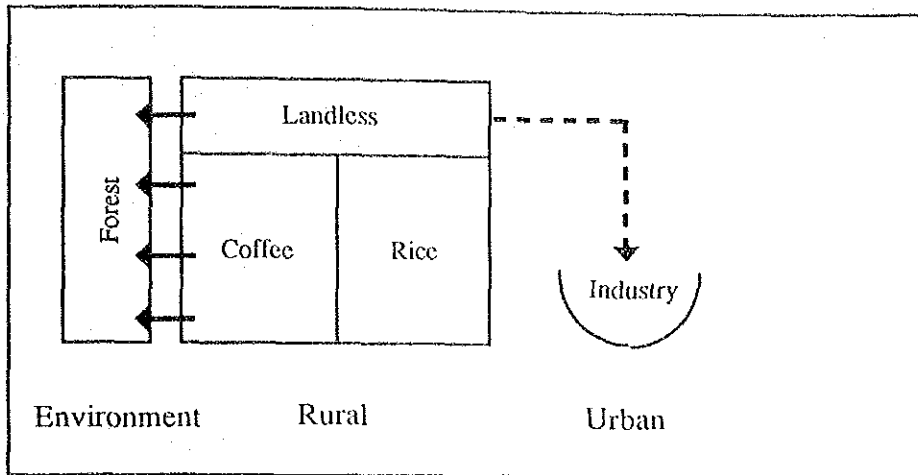 Landless
Forest
Coffee
Rice
Industry
Environment
Rural
Urban